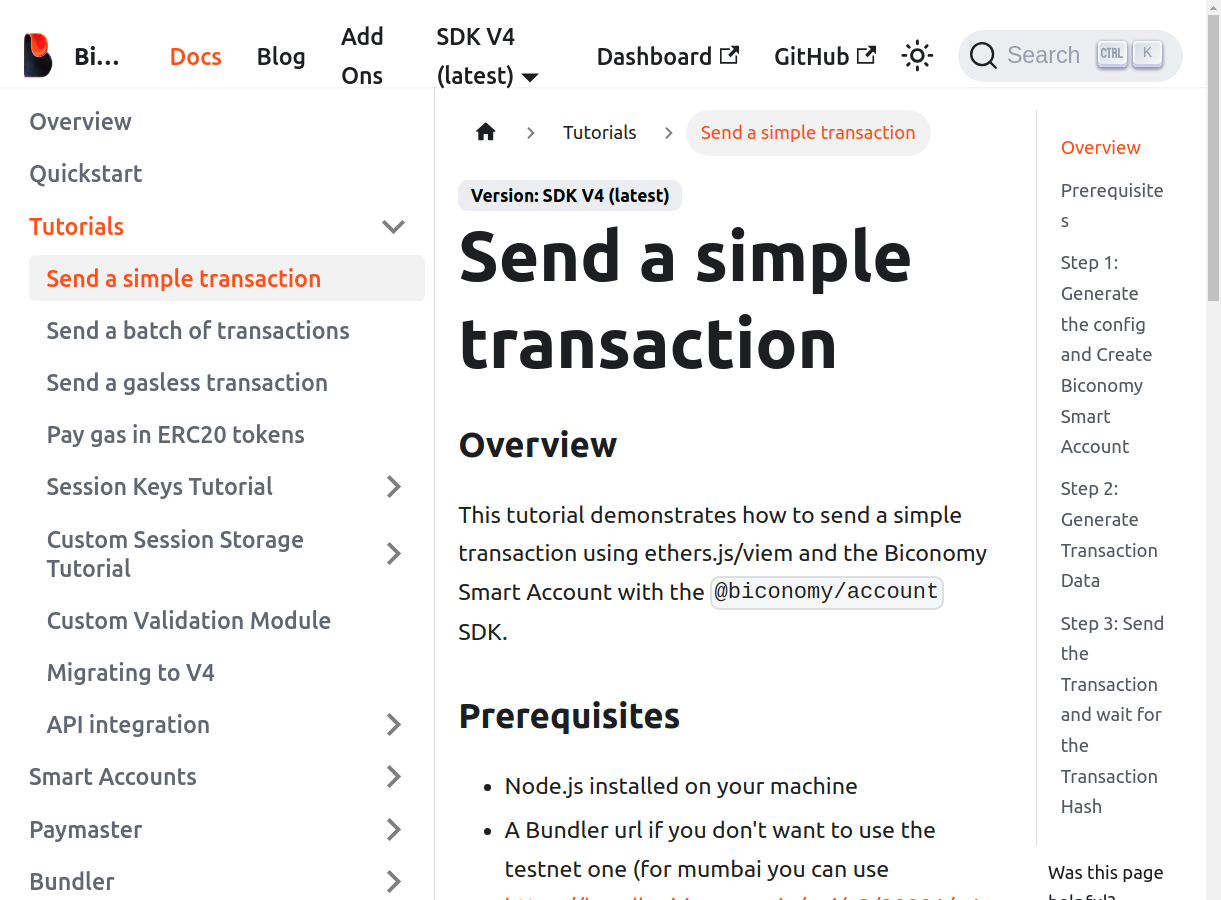 Bi...
Docs
Blog
Add Ons
SDK V4 (latest)
Dashboard
GitHub
Search
CTRL K
Overview
Quickstart
Tutorials
Send a simple transaction
Send a batch of transactions
Send a gasless transaction
Pay gas in ERC20 tokens
Session Keys Tutorial
Custom Session Storage
Tutorial
Custom Validation Module
Migrating to V4
API integration
Smart Accounts
Paymaster
Bundler
Tutorials
Send a simple transaction
Version: SDK V4 (latest)
Send a simple
transaction
Overview
This tutorial demonstrates how to send a simple
transaction using ethers.js/viem and the Biconomy
Smart Account with the @biconomy/account
SDK.
Prerequisites
Node.js installed on your machine
A Bundler url if you don't want to use the
testnet one (for mumbai you can use
Overview
Prerequisite
s
Step 1:
Generate
the config
and Create
Biconomy
Smart
Account
Step 2:
Generate
Transaction
Data
Step 3: Send
the
Transaction
and wait for
the
Transaction
Hash
Was this page
helpful?